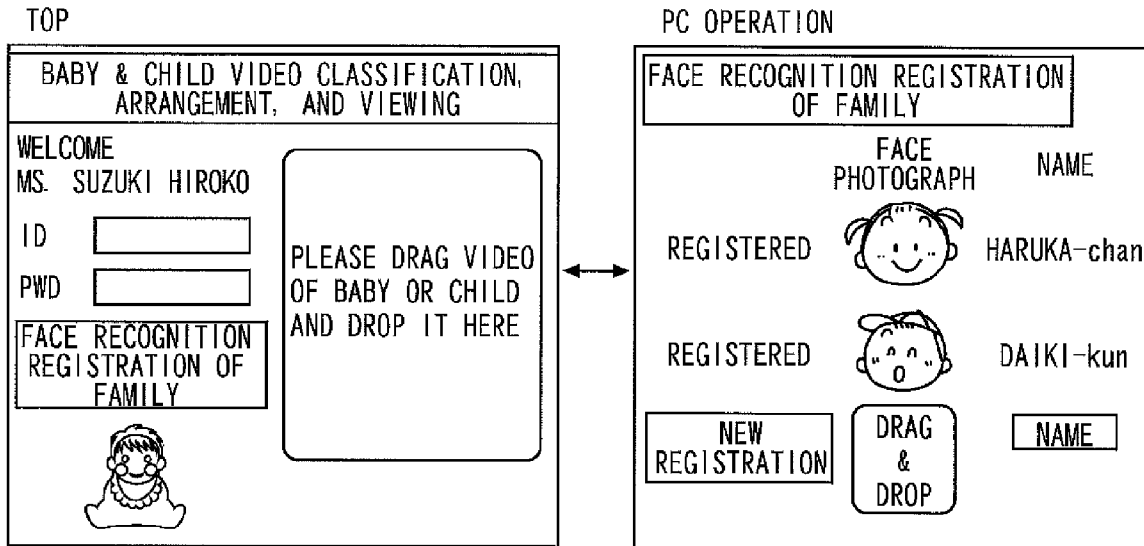 TOP
BABY & CHILD VIDEO CLASSIFICATION,
ARRANGEMENT, AND VIEWING
WELCOME
MS. SUZUKI HIROKO
ID
PWD
FACE RECOGNITION
REGISTRATION OF
FAMILY
PLEASE DRAG VIDEO
OF BABY OR CHILD
AND DROP IT HERE
PC OPERATION
FACE RECOGNITION REGISTRATION
OF FAMILY
FACE
PHOTOGRAPH
NAME
REGISTERED
HARUKA-chan
REGISTERED
DAIKI-kun
NEW
REGISTRATION
DRAG
&
DROP
NAME